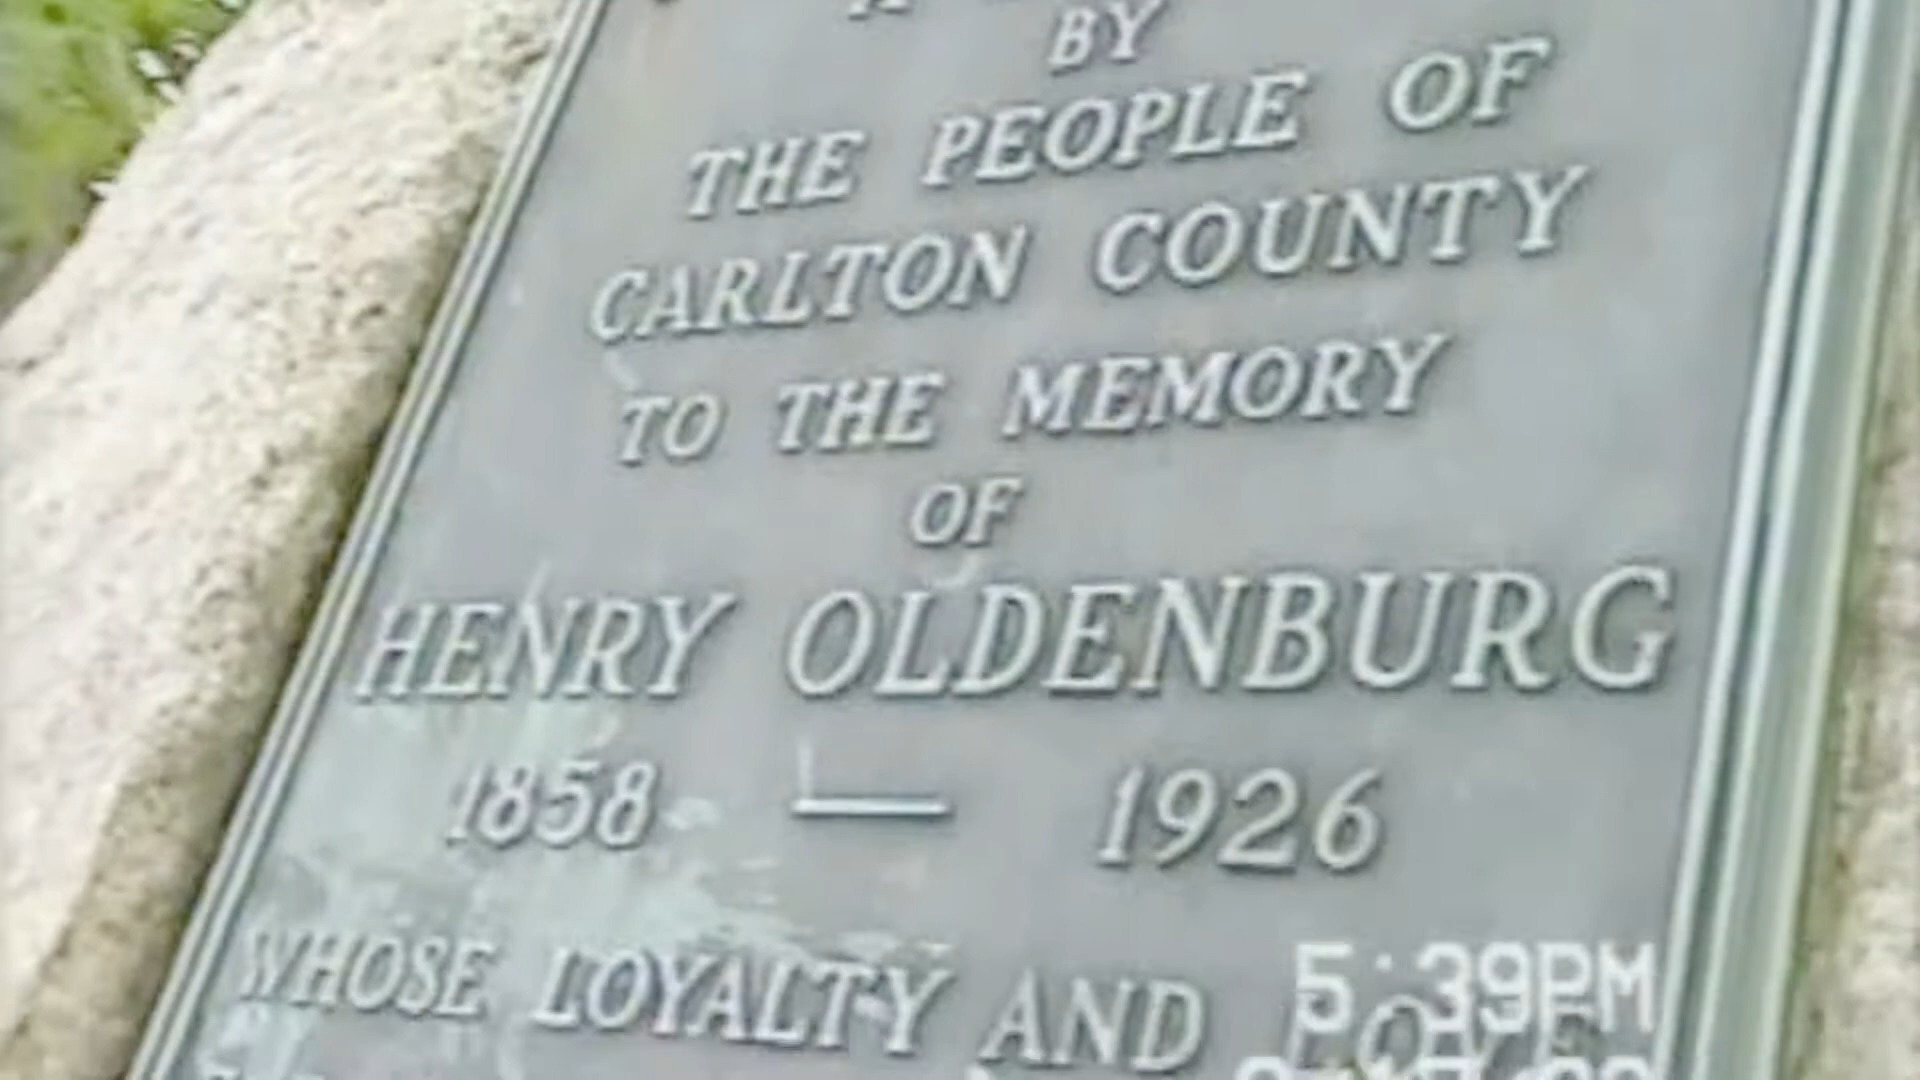 BY
THE PEOPLE OF
CARLTON COUNTY
TO THE MEMORY
OF
HENRY OLDENBURG
1858 — 1926
WHOSE LOYALTY AND LOVE
5:39PM